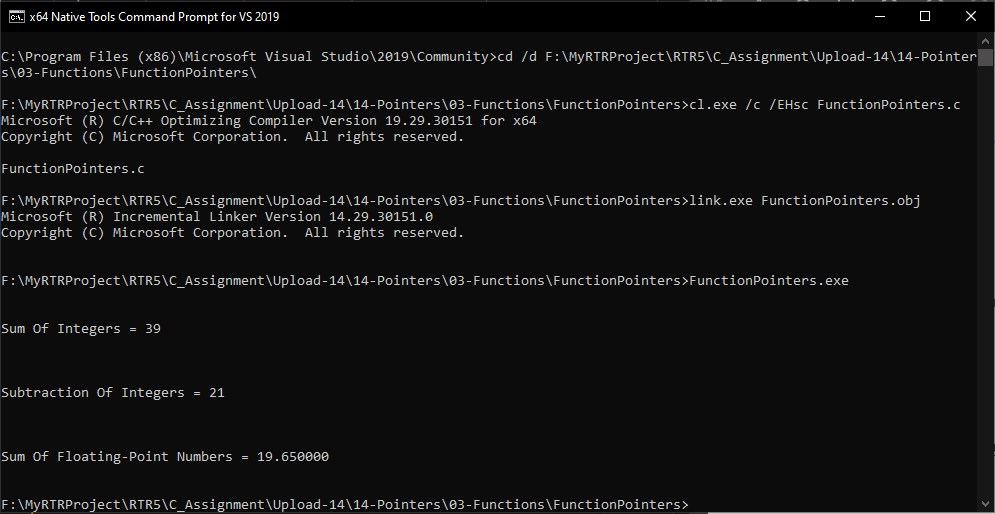 x64 Native Tools Command Prompt for VS 2019
C:\Program Files (x86)\Microsoft Visual Studio\2019\Community>cd /d F:\MyRTRProject\RTR5\C_Assignment\Upload-14\14-Pointer
s\03-Functions\FunctionPointers\
F:\MyRTRProject\RTR5\C_Assignment\Upload-14\14-Pointers\03-Functions\FunctionPointers>cl.exe /c /EHsc FunctionPointers.c
Microsoft (R) C/C++ Optimizing Compiler Version 19.29.30151 for x64
Copyright (C) Microsoft Corporation.  All rights reserved.
FunctionPointers.c
F:\MyRTRProject\RTR5\C_Assignment\Upload-14\14-Pointers\03-Functions\FunctionPointers>link.exe FunctionPointers.obj
Microsoft (R) Incremental Linker Version 14.29.30151.0
Copyright (C) Microsoft Corporation.  All rights reserved.
F:\MyRTRProject\RTR5\C_Assignment\Upload-14\14-Pointers\03-Functions\FunctionPointers>FunctionPointers.exe
Sum Of Integers = 39
Subtraction Of Integers = 21
Sum Of Floating-Point Numbers = 19.650000
F:\MyRTRProject\RTR5\C_Assignment\Upload-14\14-Pointers\03-Functions\FunctionPointers>